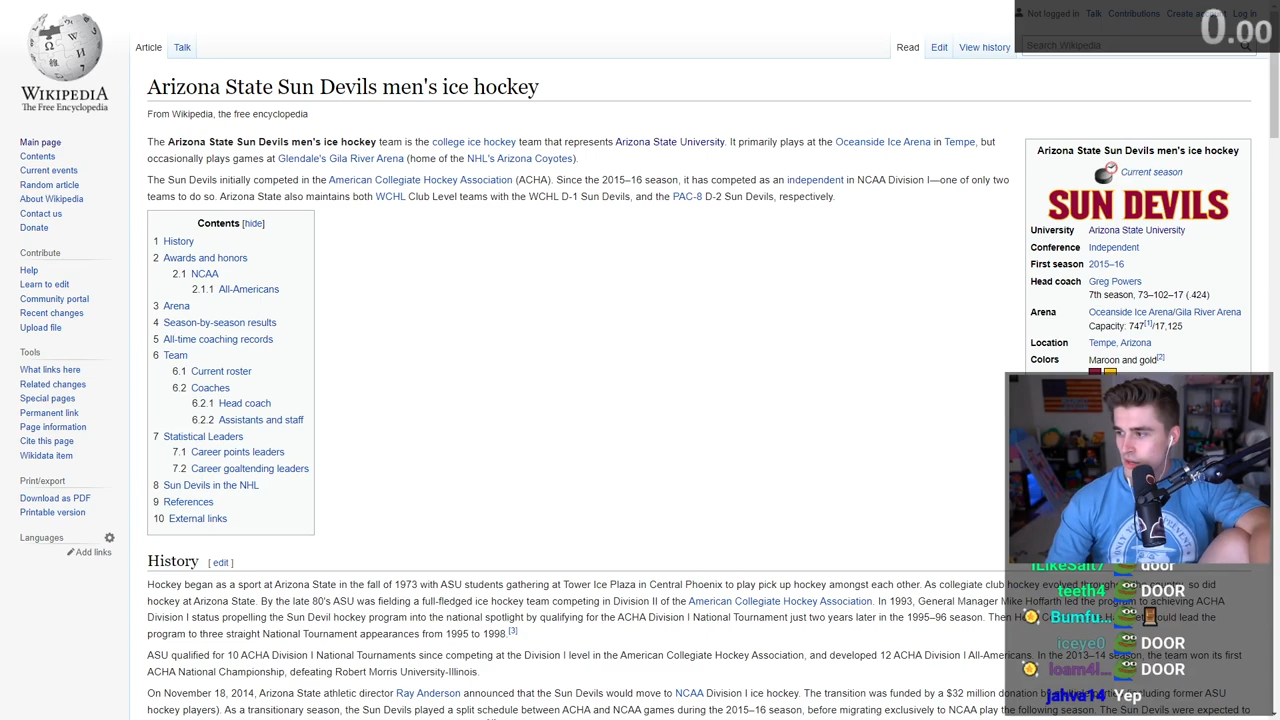 Not logged in Talk Contributions Create account Log in
0.00
WIKIPEDIA
The Free Encyclopedia
Article Talk
Read Edit View history
Search Wikipedia
Main page
Contents
Current events
Random article
About Wikipedia
Contact us
Donate
Contribute
Help
Learn to edit
Community portal
Recent changes
Upload file
Tools
What links here
Related changes
Special pages
Permanent link
Page information
Cite this page
Wikidata item
Print/export
Download as PDF
Printable version
Languages
Add links
Arizona State Sun Devils men's ice hockey
From Wikipedia, the free encyclopedia
The Arizona State Sun Devils men's ice hockey team is the college ice hockey team that represents Arizona State University. It primarily plays at the Oceanside Ice Arena in Tempe, but
occasionally plays games at Glendale's Gila River Arena (home of the NHL's Arizona Coyotes).
The Sun Devils initially competed in the American Collegiate Hockey Association (ACHA). Since the 2015–16 season, it has competed as an independent in NCAA Division I—one of only two
teams to do so. Arizona State also maintains both WCHL Club Level teams with the WCHL D-1 Sun Devils, and the PAC-8 D-2 Sun Devils, respectively.
Contents [hide]
1 History
2 Awards and honors
2.1 NCAA
2.1.1 All-Americans
3 Arena
4 Season-by-season results
5 All-time coaching records
6 Team
6.1 Current roster
6.2 Coaches
6.2.1 Head coach
6.2.2 Assistants and staff
7 Statistical Leaders
7.1 Career points leaders
7.2 Career goaltending leaders
8 Sun Devils in the NHL
9 References
10 External links
Arizona State Sun Devils men's ice hockey
Current season
SUN DEVILS
University Arizona State University
Conference Independent
First season 2015–16
Head coach Greg Powers
7th season, 73–102–17 (.424)
Arena Oceanside Ice Arena/Gila River Arena
Capacity: 747[1]/17,125
Location Tempe, Arizona
Colors Maroon and gold[2]
History [ edit ]
Hockey began as a sport at Arizona State in the fall of 1973 with ASU students gathering at Tower Ice Plaza in Central Phoenix to play pick up hockey amongst each other. As collegiate club hockey evolved throughout the country, so did
hockey at Arizona State. By the late 80's ASU was fielding a full-fledged ice hockey team competing in Division II of the American Collegiate Hockey Association. In 1993, General Manager Mike Hoffarth led the program to achieving ACHA
Division I status propelling the Sun Devil hockey program into the national spotlight by qualifying for the ACHA Division I National Tournament just two years later in the 1995–96 season. Then would lead the
program to three straight National Tournament appearances from 1995 to 1998.[3]
ASU qualified for 10 ACHA Division I National Tournaments since competing at the Division I level in the American Collegiate Hockey Association, and developed 12 ACHA Division I All-Americans. In the 2013–14 season, the team won its first
ACHA National Championship, defeating Robert Morris University-Illinois.
On November 18, 2014, Arizona State athletic director Ray Anderson announced that the Sun Devils would move to NCAA Division I ice hockey. The transition was funded by a $32 million donation by including former ASU
hockey players). As a transitional season, the Sun Devils played a split schedule between ACHA and NCAA games during the 2015–16 season, before migrating exclusively to NCAA play the following season. The Sun Devils were expected to
iLikeSalt7 door
teeth4 DOOR
Bumfu...
iceye0 DOOR
loam4l... DOOR
jahva14 Yep